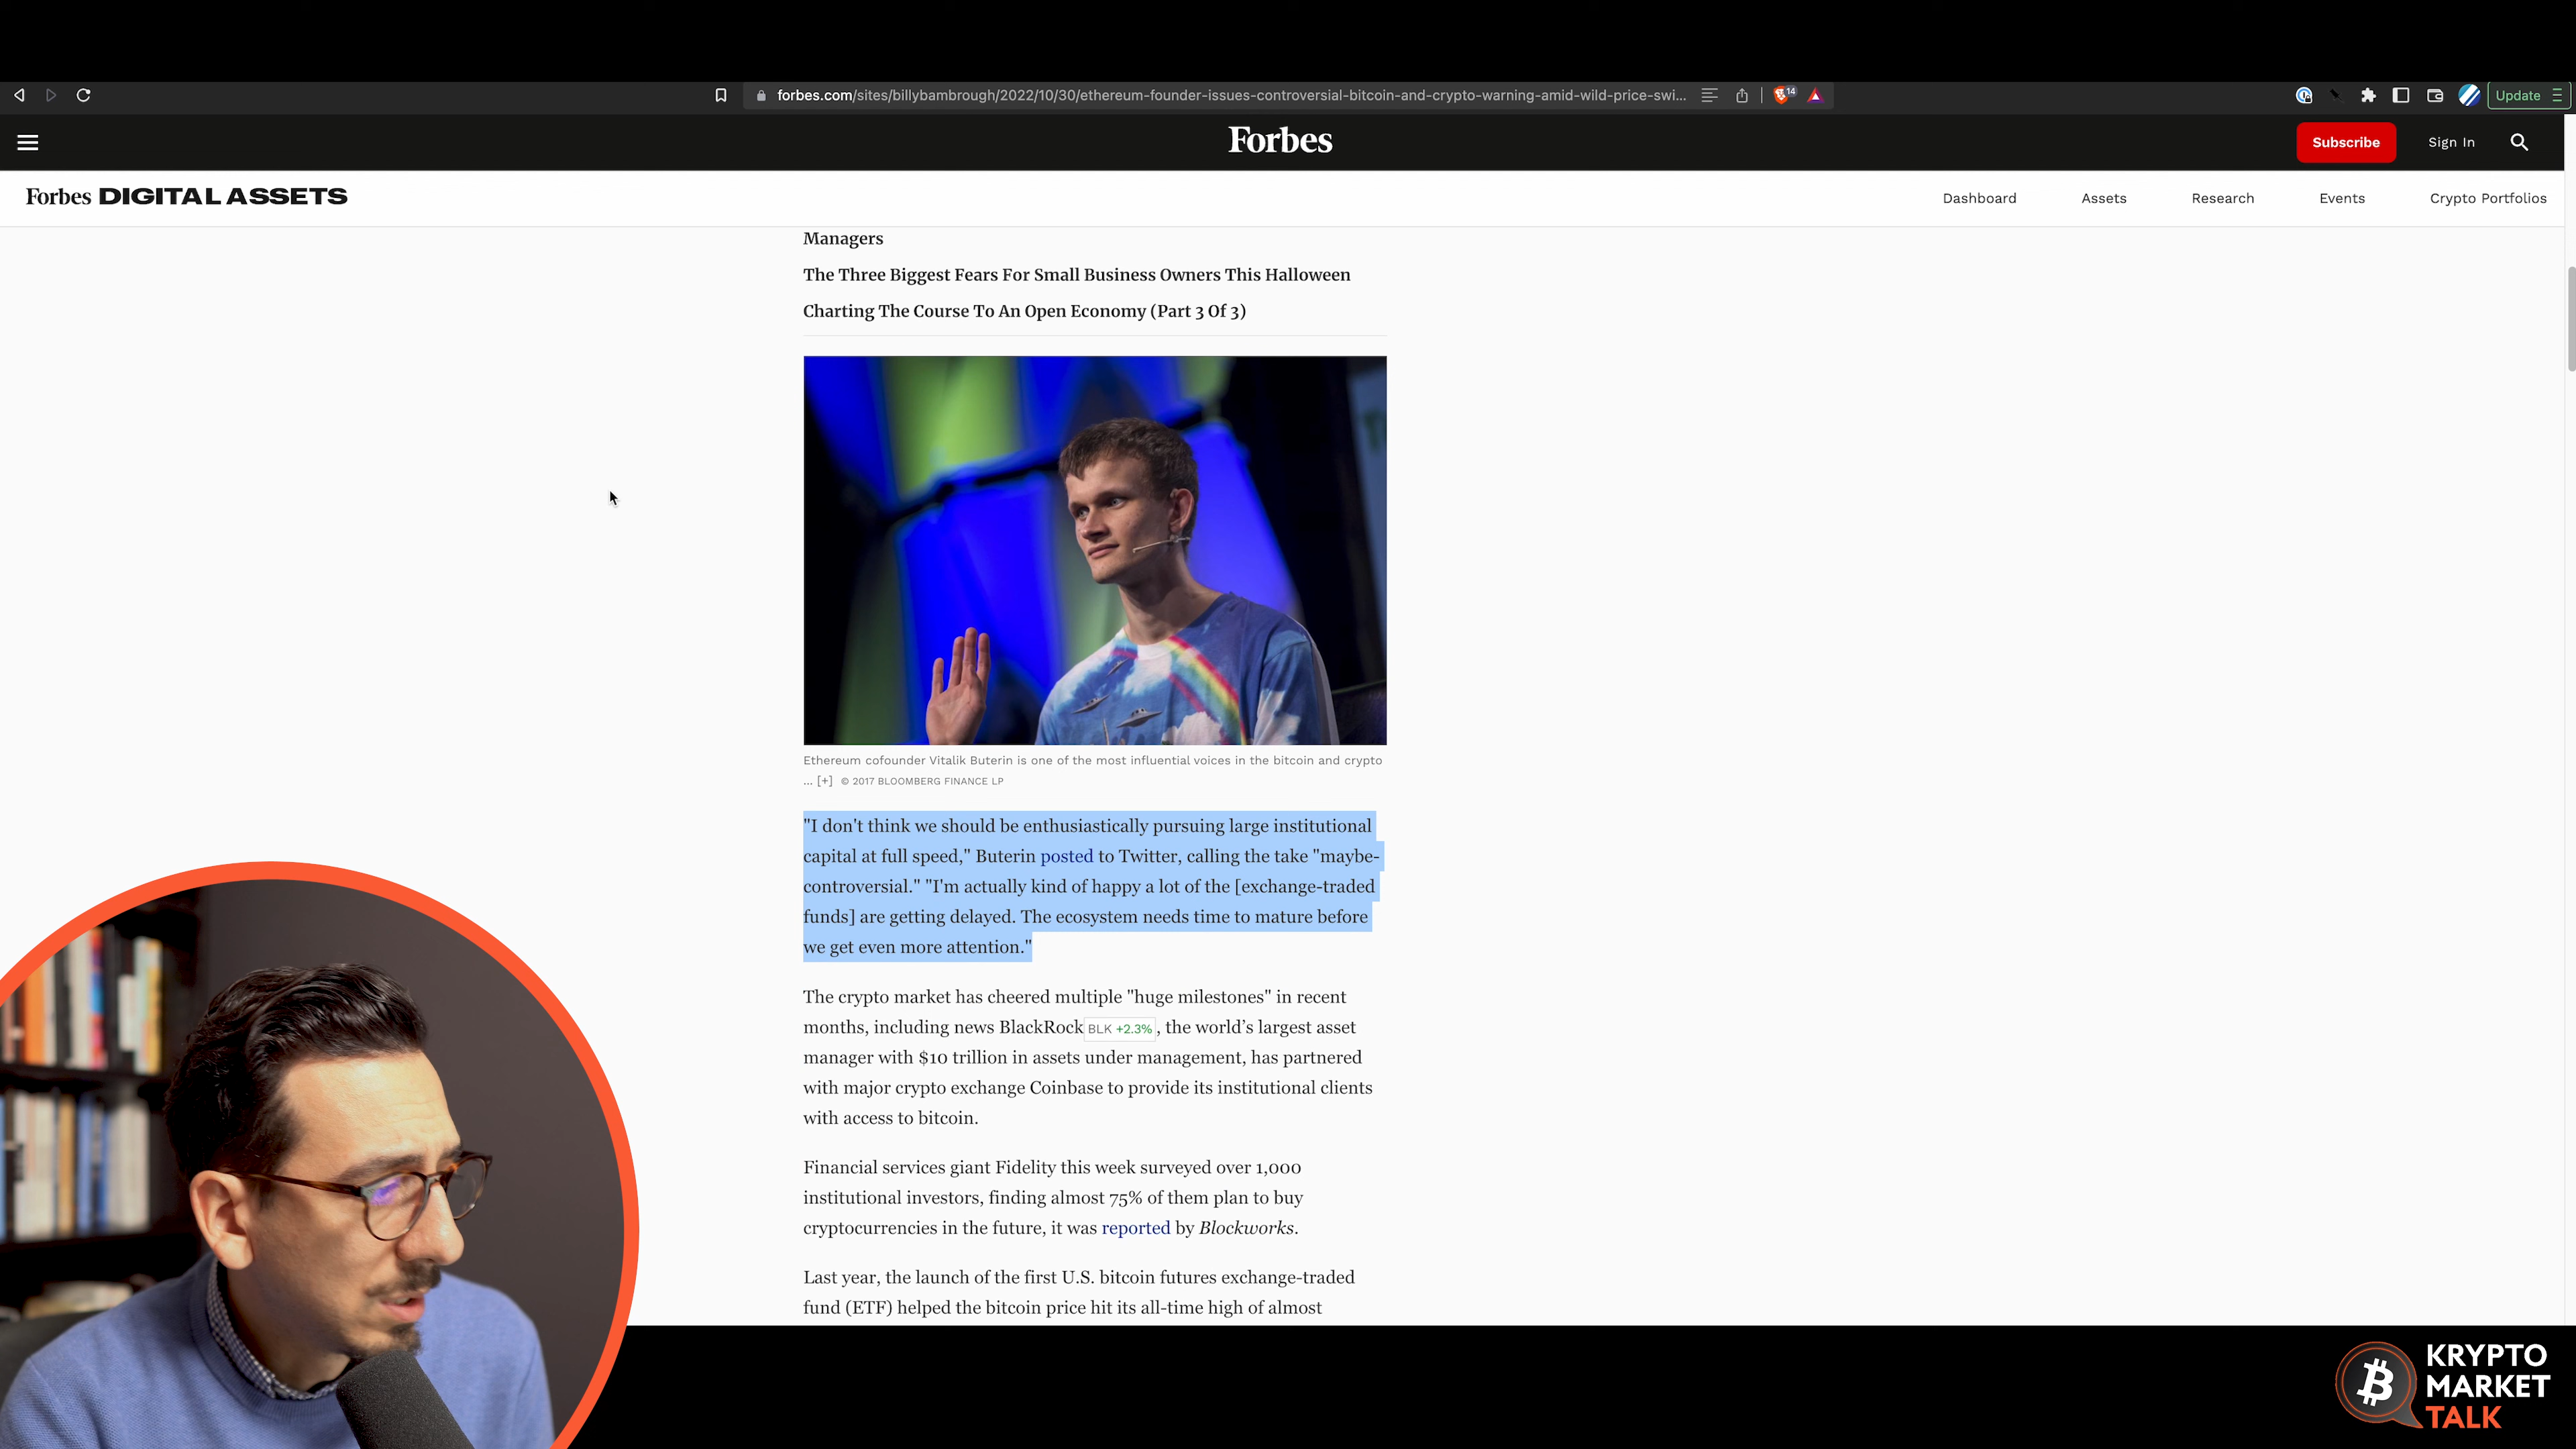 forbes.com/sites/billybambrough/2022/10/30/ethereum-founder-issues-controversial-bitcoin-and-crypto-warning-amid-wild-price-swi...
14
Update
Forbes
Subscribe
Sign In
Forbes DIGITAL ASSETS
Dashboard
Assets
Research
Events
Crypto Portfolios
Managers
The Three Biggest Fears For Small Business Owners This Halloween
Charting The Course To An Open Economy (Part 3 Of 3)
Ethereum cofounder Vitalik Buterin is one of the most influential voices in the bitcoin and crypto
... [+] © 2017 BLOOMBERG FINANCE LP
"I don't think we should be enthusiastically pursuing large institutional
capital at full speed," Buterin posted to Twitter, calling the take "maybe-
controversial." "I'm actually kind of happy a lot of the [exchange-traded
funds] are getting delayed. The ecosystem needs time to mature before
we get even more attention."
The crypto market has cheered multiple "huge milestones" in recent
months, including news BlackRock BLK +2.3% , the world’s largest asset
manager with $10 trillion in assets under management, has partnered
with major crypto exchange Coinbase to provide its institutional clients
with access to bitcoin.
Financial services giant Fidelity this week surveyed over 1,000
institutional investors, finding almost 75% of them plan to buy
cryptocurrencies in the future, it was reported by Blockworks.
Last year, the launch of the first U.S. bitcoin futures exchange-traded
fund (ETF) helped the bitcoin price hit its all-time high of almost
KRYPTO
MARKET
TALK